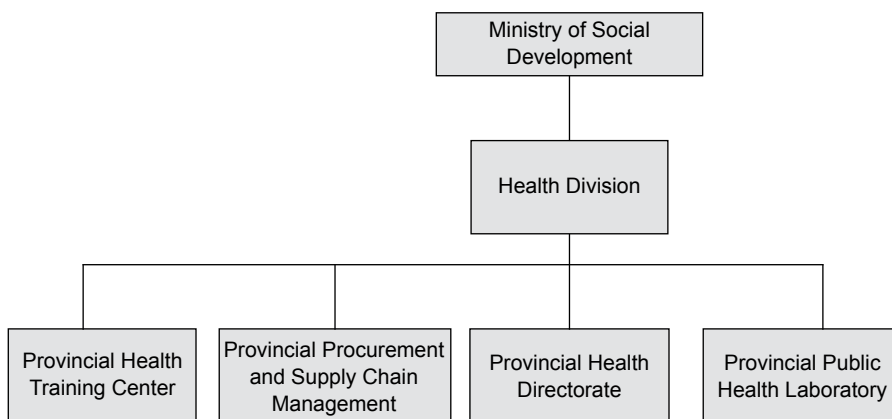 Ministry of Social
Development
Health Division
Provincial Health
Training Center
Provincial Procurement
and Supply Chain
Management
Provincial Health
Directorate
Provincial Public
Health Laboratory